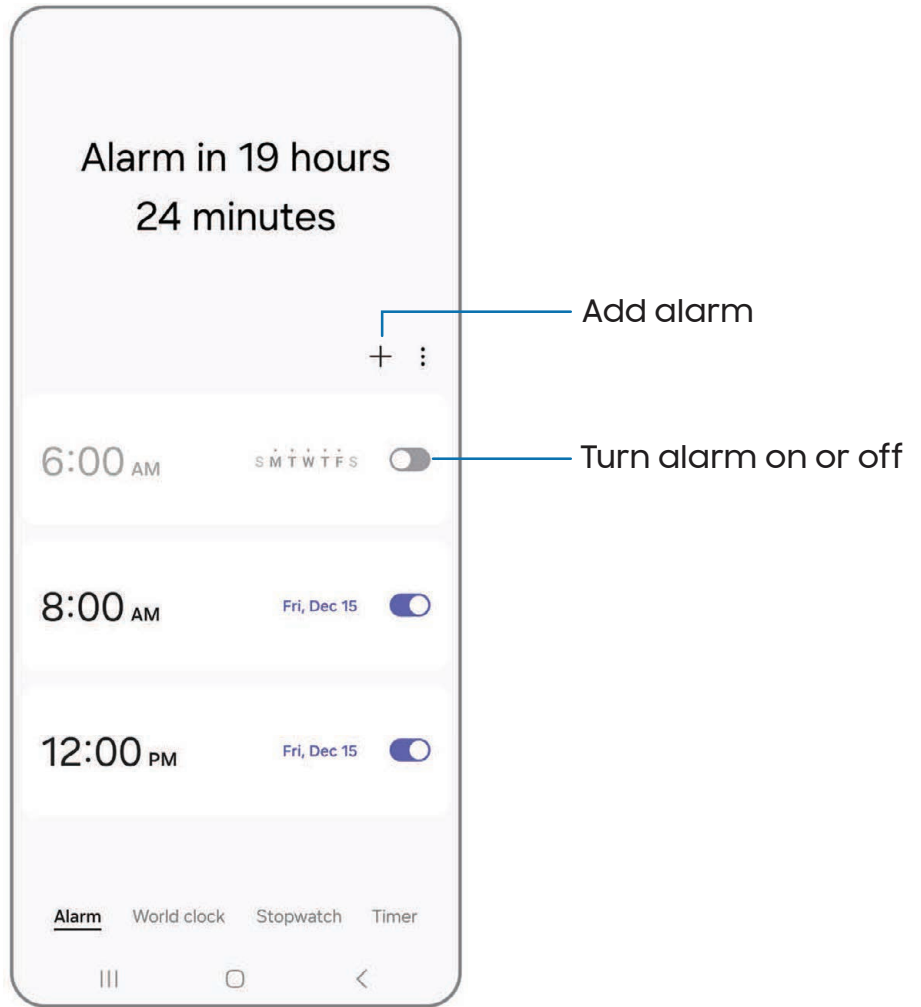 Alarm in 19 hours
24 minutes
Add alarm
6:00 AM S M T W T F S
Turn alarm on or off
8:00 AM Fri, Dec 15
12:00 PM Fri, Dec 15
Alarm World clock Stopwatch Timer